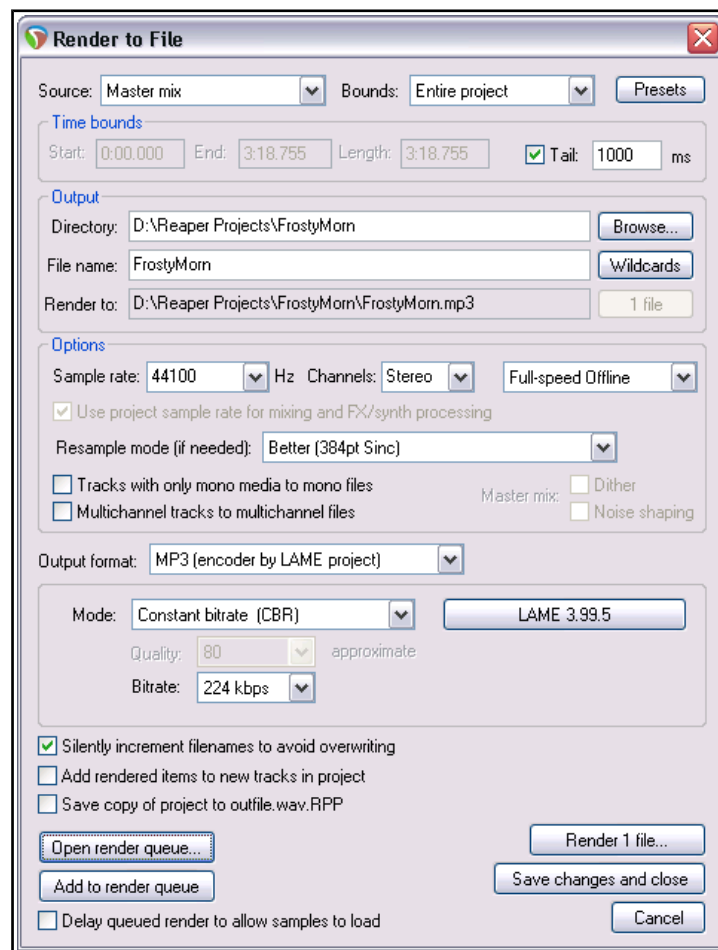 Render to File
Source: Master mix Bounds: Entire project Presets
Time bounds
Start: 0:00.000 End: 3:18.755 Length: 3:18.755 Tail: 1000 ms
Output
Directory: D:\Reaper Projects\FrostyMorn Browse...
File name: FrostyMorn Wildcards
Render to: D:\Reaper Projects\FrostyMorn\FrostyMorn.mp3 1 file
Options
Sample rate: 44100 Hz Channels: Stereo Full-speed Offline
Use project sample rate for mixing and FX/synth processing
Resample mode (if needed): Better (384pt Sinc)
Tracks with only mono media to mono files
Multichannel tracks to multichannel files
Master mix: Dither
Noise shaping
Output format: MP3 (encoder by LAME project)
Mode: Constant bitrate (CBR) LAME 3.99.5
Quality: 80 approximate
Bitrate: 224 kbps
Silently increment filenames to avoid overwriting
Add rendered items to new tracks in project
Save copy of project to outfile.wav.RPP
Open render queue... Render 1 file...
Add to render queue Save changes and close
Delay queued render to allow samples to load Cancel